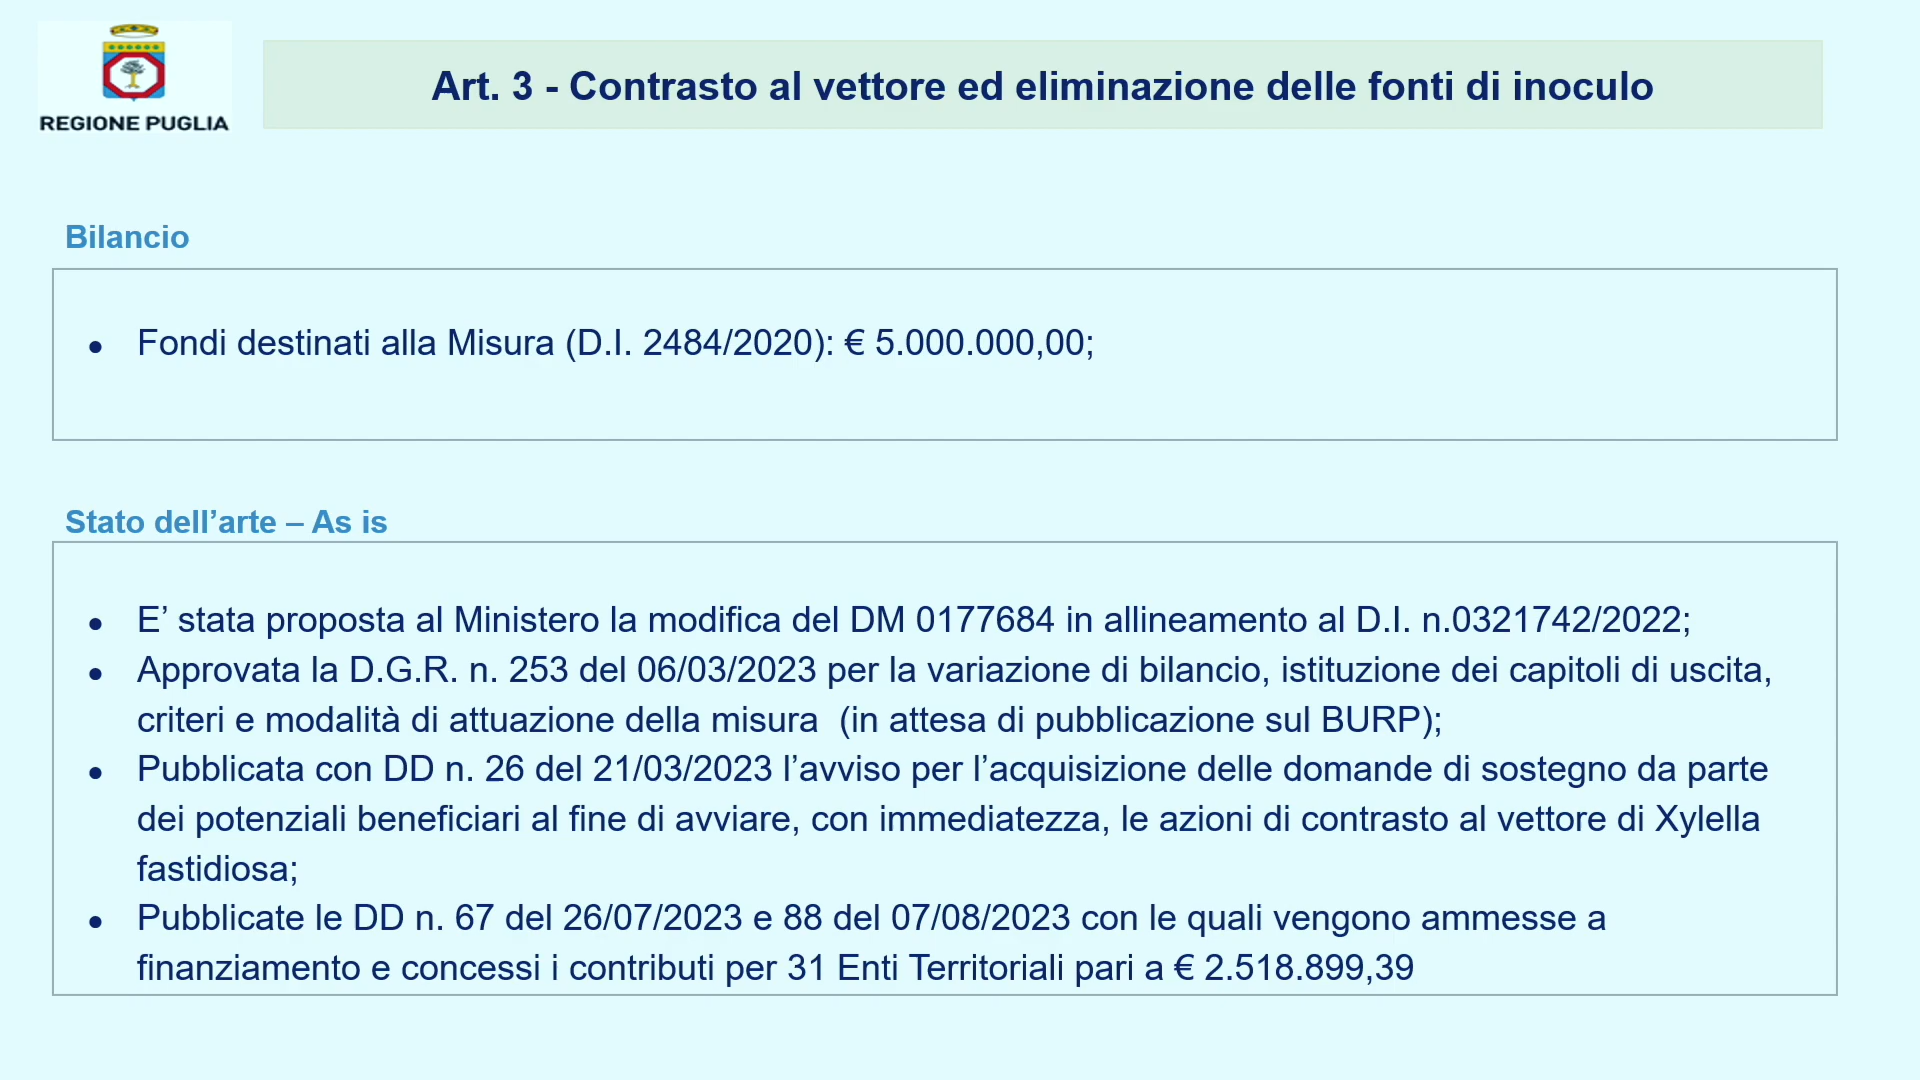 REGIONE PUGLIA
Art. 3 - Contrasto al vettore ed eliminazione delle fonti di inoculo
Bilancio
● Fondi destinati alla Misura (D.I. 2484/2020): € 5.000.000,00;
Stato dell’arte – As is
● E’ stata proposta al Ministero la modifica del DM 0177684 in allineamento al D.I. n.0321742/2022;
● Approvata la D.G.R. n. 253 del 06/03/2023 per la variazione di bilancio, istituzione dei capitoli di uscita,
criteri e modalità di attuazione della misura  (in attesa di pubblicazione sul BURP);
● Pubblicata con DD n. 26 del 21/03/2023 l’avviso per l’acquisizione delle domande di sostegno da parte
dei potenziali beneficiari al fine di avviare, con immediatezza, le azioni di contrasto al vettore di Xylella
fastidiosa;
● Pubblicate le DD n. 67 del 26/07/2023 e 88 del 07/08/2023 con le quali vengono ammesse a
finanziamento e concessi i contributi per 31 Enti Territoriali pari a € 2.518.899,39